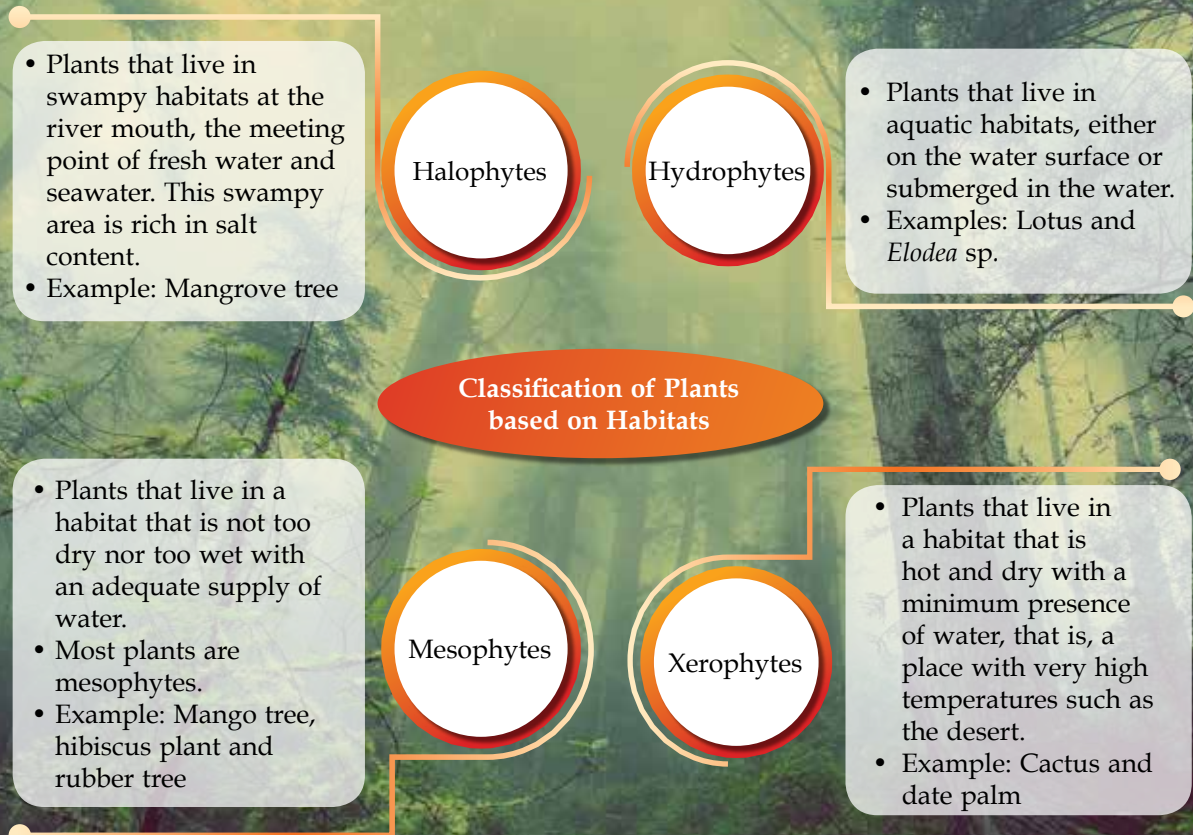 • Plants that live in
swampy habitats at the
river mouth, the meeting
point of fresh water and
seawater. This swampy
area is rich in salt
content.
• Example: Mangrove tree
Halophytes
Hydrophytes
• Plants that live in
aquatic habitats, either
on the water surface or
submerged in the water.
• Examples: Lotus and
Elodea sp.
Classification of Plants
based on Habitats
• Plants that live in a
habitat that is not too
dry nor too wet with
an adequate supply of
water.
• Most plants are
mesophytes.
• Example: Mango tree,
hibiscus plant and
rubber tree
Mesophytes
Xerophytes
• Plants that live in
a habitat that is
hot and dry with a
minimum presence
of water, that is, a
place with very high
temperatures such as
the desert.
• Example: Cactus and
date palm